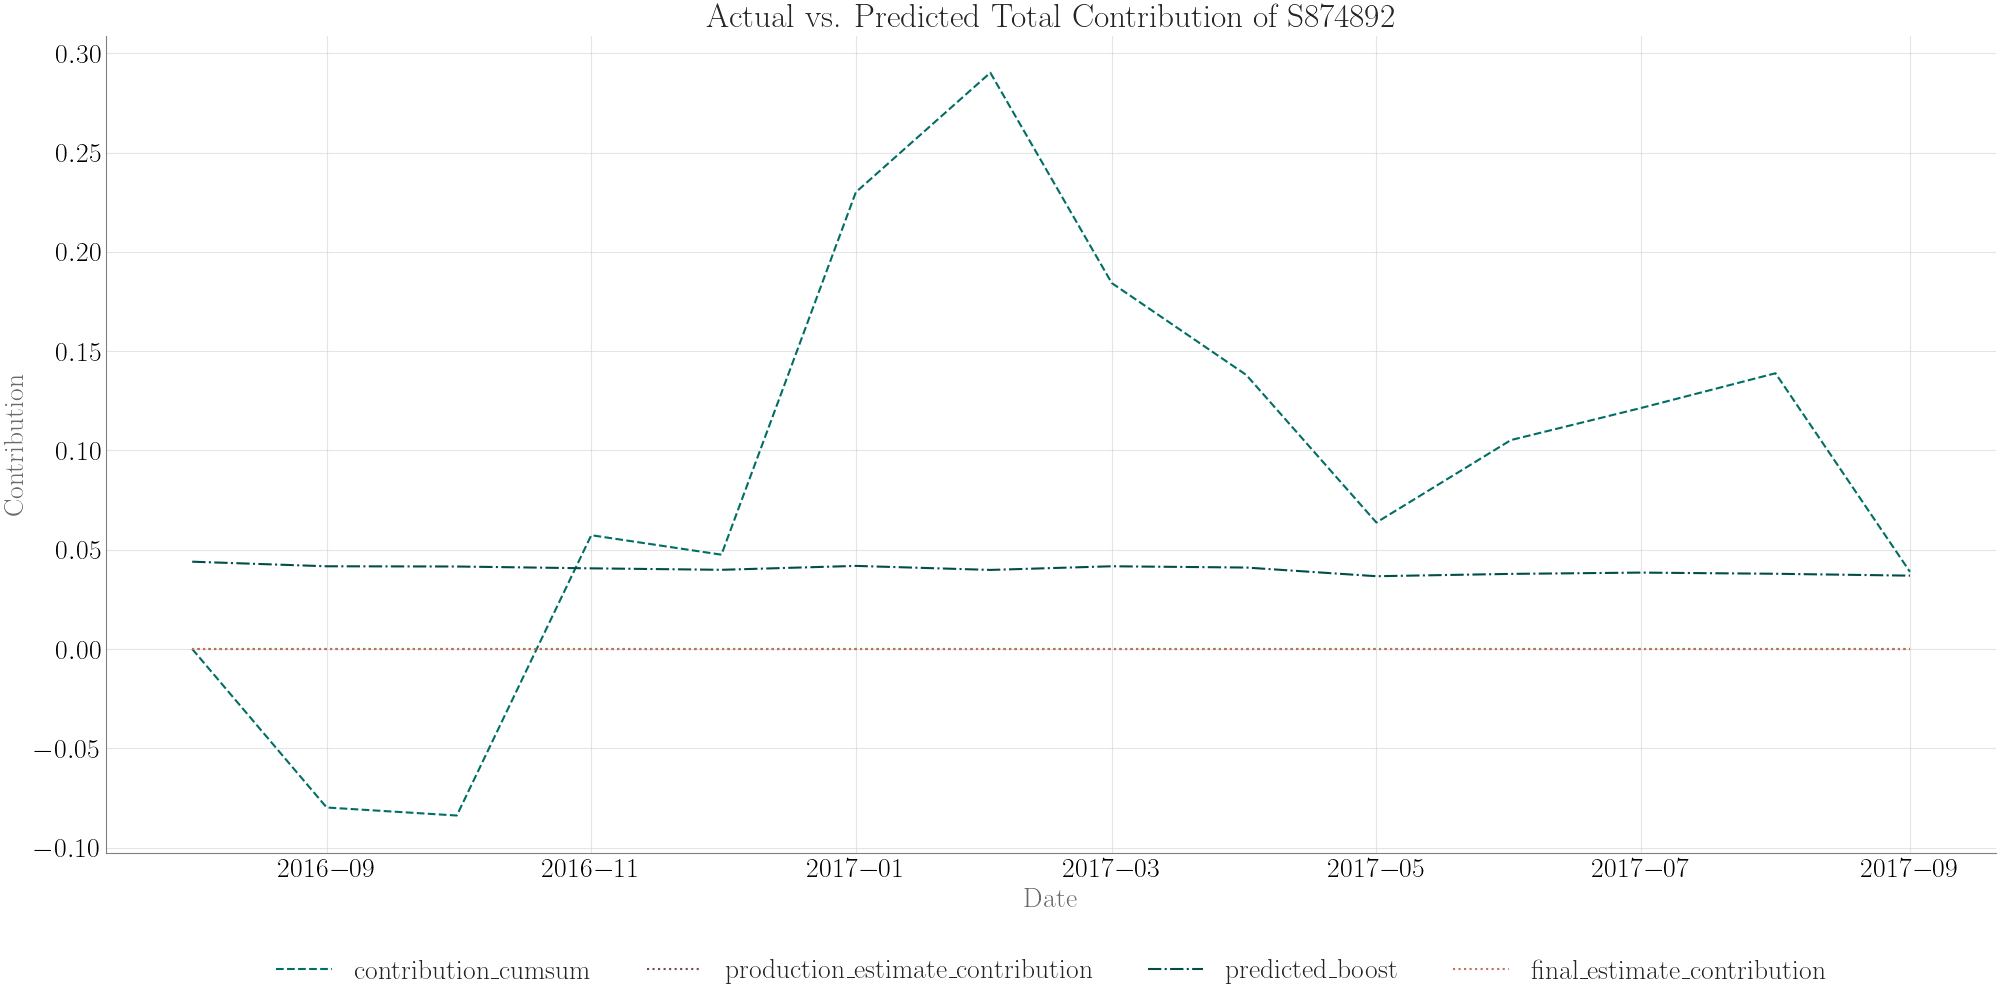 Actual vs. Predicted Total Contribution of S874892
0.30
0.25
0.20
0.15
0.10
0.05
0.00
−0.05
−0.10
Contribution
2016−09 2016−11 2017−01 2017−03 2017−05 2017−07 2017−09
Date
contribution_cumsum production_estimate_contribution predicted_boost final_estimate_contribution